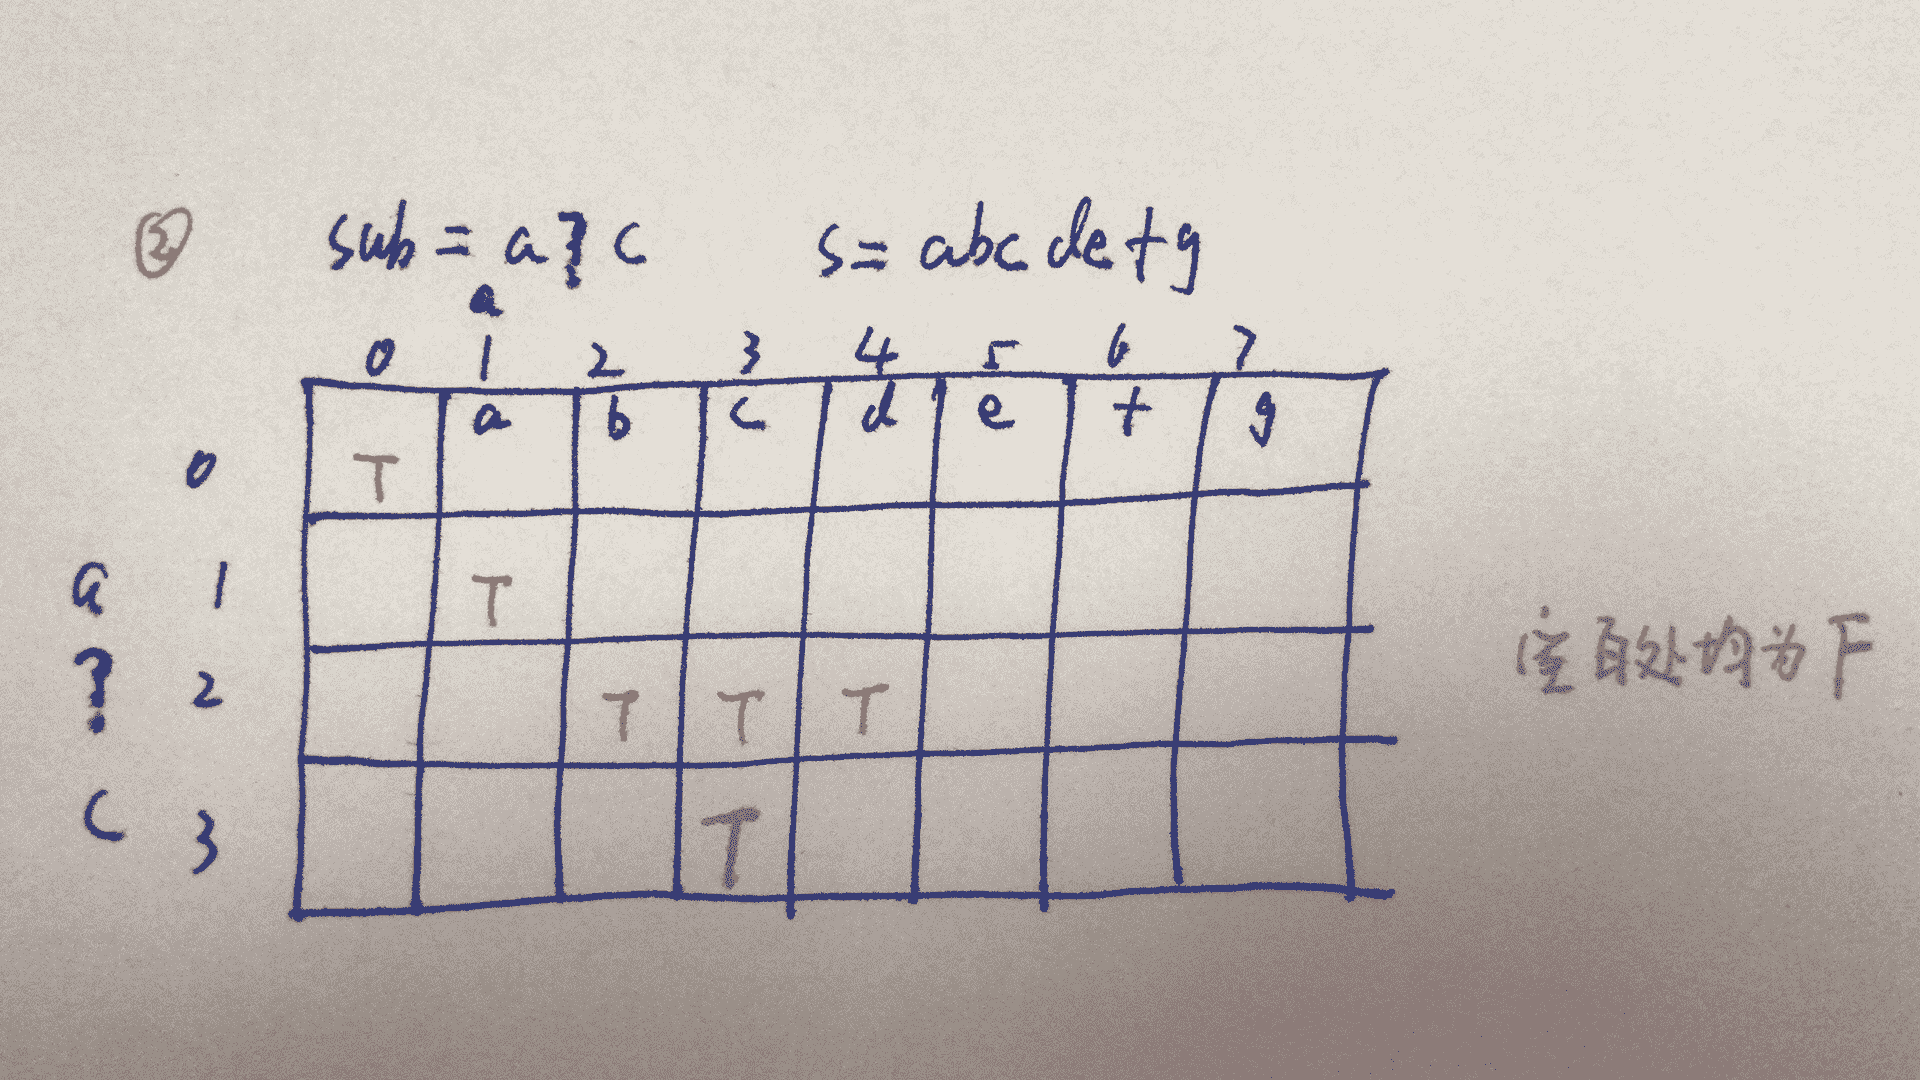 ② sub = a?c s= abcdefg
a
0 1 2 3 4 5 6 7
a b c d e f g
0 T
a 1 T
? 2 T T T
c 3 T
空白处均为F